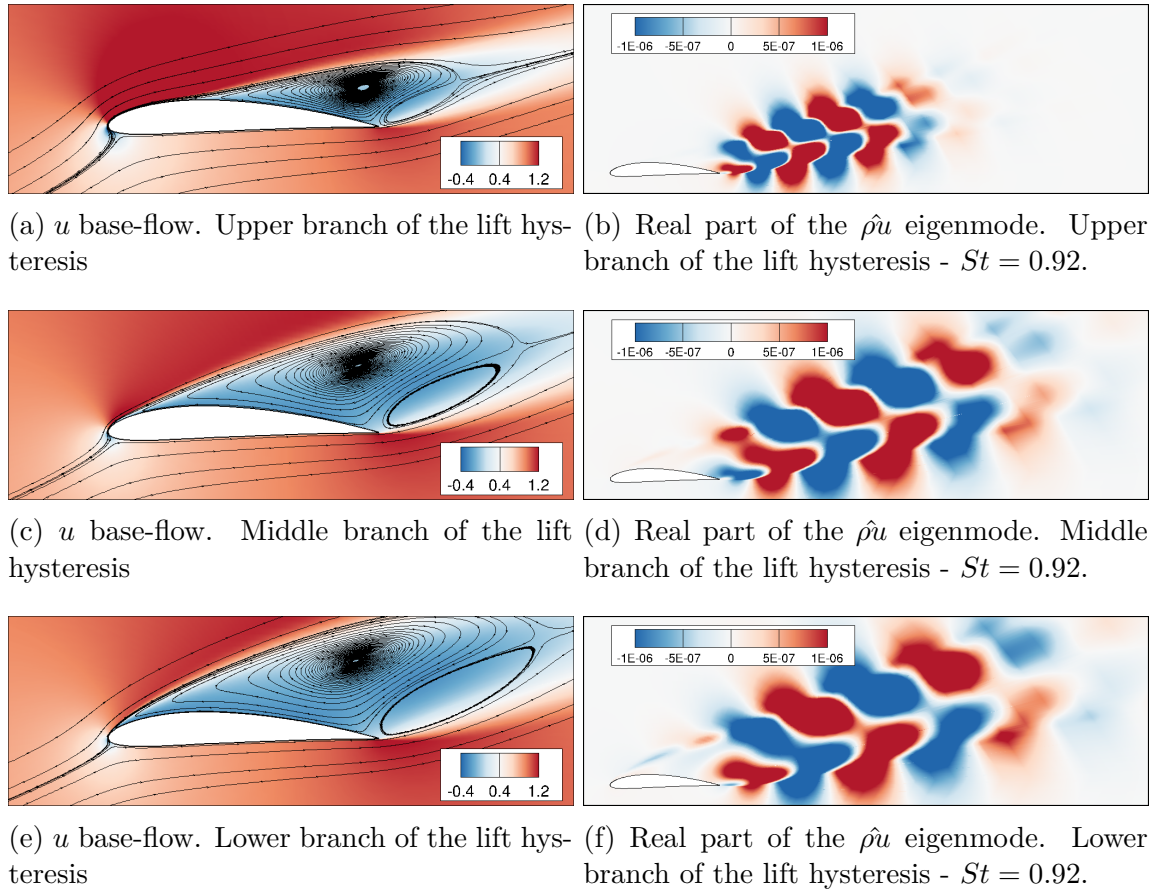 -1E-06 -5E-07 0 5E-07 1E-06
-0.4 0.4 1.2
(a) u base-flow. Upper branch of the lift hys-
teresis
(b) Real part of the ρ̂u eigenmode. Upper
branch of the lift hysteresis - St = 0.92.
-1E-06 -5E-07 0 5E-07 1E-06
-0.4 0.4 1.2
(c) u base-flow. Middle branch of the lift
hysteresis
(d) Real part of the ρ̂u eigenmode. Middle
branch of the lift hysteresis - St = 0.92.
-1E-06 -5E-07 0 5E-07 1E-06
-0.4 0.4 1.2
(e) u base-flow. Lower branch of the lift hys-
teresis
(f) Real part of the ρ̂u eigenmode. Lower
branch of the lift hysteresis - St = 0.92.